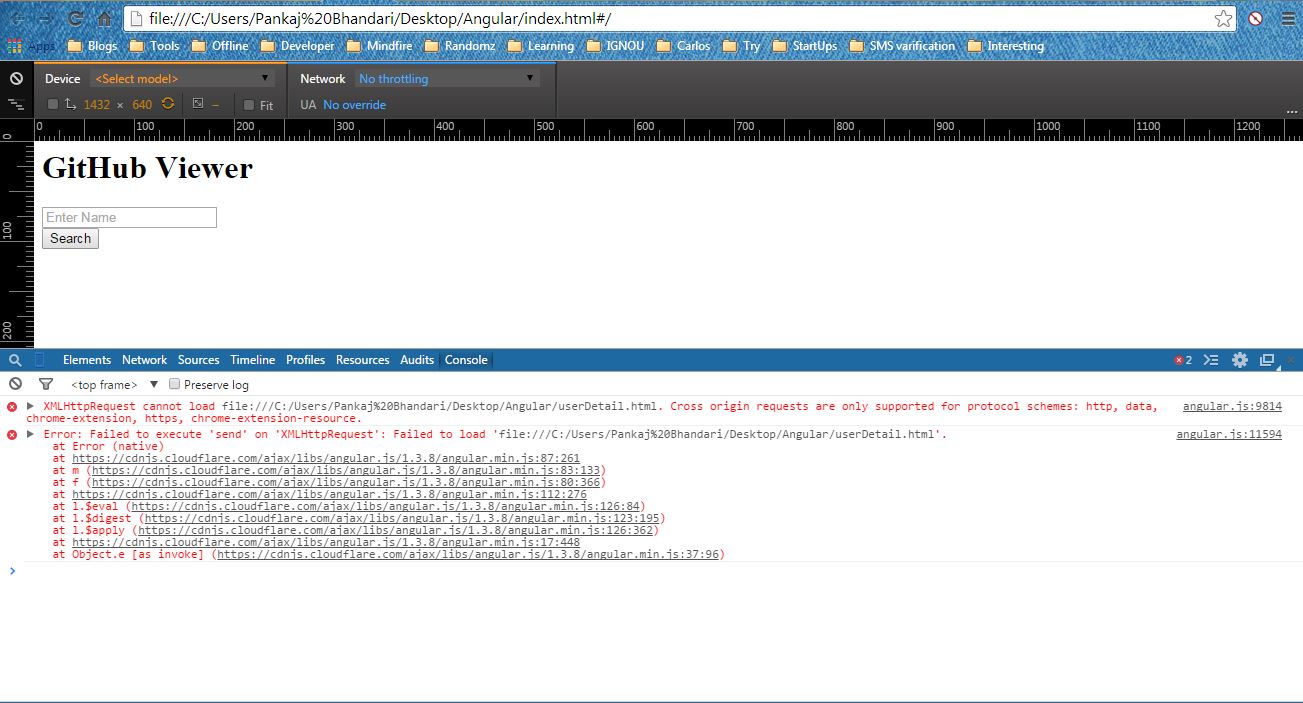 file:///C:/Users/Pankaj%20Bhandari/Desktop/Angular/index.html#/
Apps Blogs Tools Offline Developer Mindfire Randomz Learning IGNOU Carlos Try StartUps SMS varification Interesting
Device <Select model> ▼ Network No throttling ▼
1432 × 640 – Fit UA No override ...
0 100 200 300 400 500 600 700 800 900 1000 1100 1200
0
100
200
GitHub Viewer
Enter Name
Search
Elements Network Sources Timeline Profiles Resources Audits Console 2
<top frame> ▼ Preserve log
XMLHttpRequest cannot load file:///C:/Users/Pankaj%20Bhandari/Desktop/Angular/userDetail.html. Cross origin requests are only supported for protocol schemes: http, data, angular.js:9814
chrome-extension, https, chrome-extension-resource.
Error: Failed to execute 'send' on 'XMLHttpRequest': Failed to load 'file:///C:/Users/Pankaj%20Bhandari/Desktop/Angular/userDetail.html'. angular.js:11594
at Error (native)
at https://cdnjs.cloudflare.com/ajax/libs/angular.js/1.3.8/angular.min.js:87:261
at m (https://cdnjs.cloudflare.com/ajax/libs/angular.js/1.3.8/angular.min.js:83:133)
at f (https://cdnjs.cloudflare.com/ajax/libs/angular.js/1.3.8/angular.min.js:80:366)
at https://cdnjs.cloudflare.com/ajax/libs/angular.js/1.3.8/angular.min.js:112:276
at l.$eval (https://cdnjs.cloudflare.com/ajax/libs/angular.js/1.3.8/angular.min.js:126:84)
at l.$digest (https://cdnjs.cloudflare.com/ajax/libs/angular.js/1.3.8/angular.min.js:123:195)
at l.$apply (https://cdnjs.cloudflare.com/ajax/libs/angular.js/1.3.8/angular.min.js:126:362)
at https://cdnjs.cloudflare.com/ajax/libs/angular.js/1.3.8/angular.min.js:17:448
at Object.e [as invoke] (https://cdnjs.cloudflare.com/ajax/libs/angular.js/1.3.8/angular.min.js:37:96)